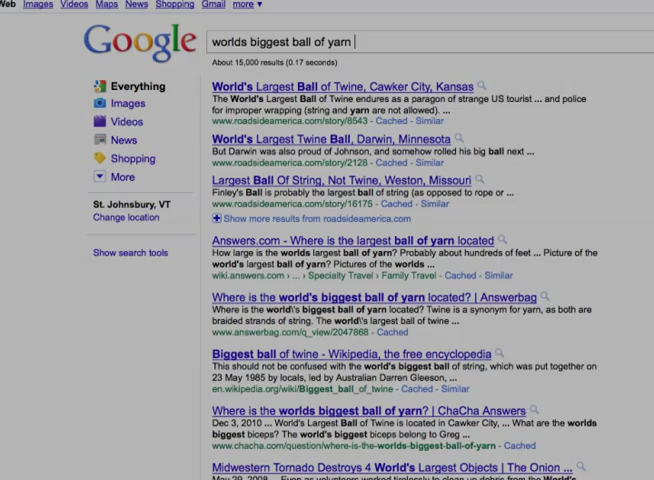 Web Images Videos Maps News Shopping Gmail more ▼
Google
worlds biggest ball of yarn
About 15,000 results (0.17 seconds)
Everything
Images
Videos
News
Shopping
More
St. Johnsbury, VT
Change location
Show search tools
World's Largest Ball of Twine, Cawker City, Kansas
The World's Largest Ball of Twine endures as a paragon of strange US tourist ... and police
for improper wrapping (string and yarn are not allowed). ...
www.roadsideamerica.com/story/8543 - Cached - Similar
World's Largest Twine Ball, Darwin, Minnesota
But Darwin was also proud of Johnson, and somehow rolled his big ball next ...
www.roadsideamerica.com/story/2128 - Cached - Similar
Largest Ball Of String, Not Twine, Weston, Missouri
Finley's Ball is probably the largest ball of string (as opposed to rope or ...
www.roadsideamerica.com/story/16175 - Cached - Similar
Show more results from roadsideamerica.com
Answers.com - Where is the largest ball of yarn located
How large is the worlds largest ball of yarn? Probably about hundreds of feet ... Picture of the
world's largest ball of yarn? Pictures of the worlds ...
wiki.answers.com › ... › Specialty Travel › Family Travel - Cached - Similar
Where is the world's biggest ball of yarn located? | Answerbag
Where is the world\'s biggest ball of yarn located? Twine is a synonym for yarn, as both are
braided strands of string. The world\'s largest ball of twine ...
www.answerbag.com/q_view/2047868 - Cached
Biggest ball of twine - Wikipedia, the free encyclopedia
This should not be confused with the world's biggest ball of string, which was put together on
23 May 1985 by locals, led by Australian Darren Gleeson, ...
en.wikipedia.org/wiki/Biggest_ball_of_twine - Cached - Similar
Where is the worlds biggest ball of yarn? | ChaCha Answers
Dec 3, 2010 ... World's Largest Ball of Twine is located in Cawker City, ... What are the worlds
biggest biceps? The world's biggest biceps belong to Greg ...
www.chacha.com/question/where-is-the-worlds-biggest-ball-of-yarn - Cached
Midwestern Tornado Destroys 4 World's Largest Objects | The Onion ...